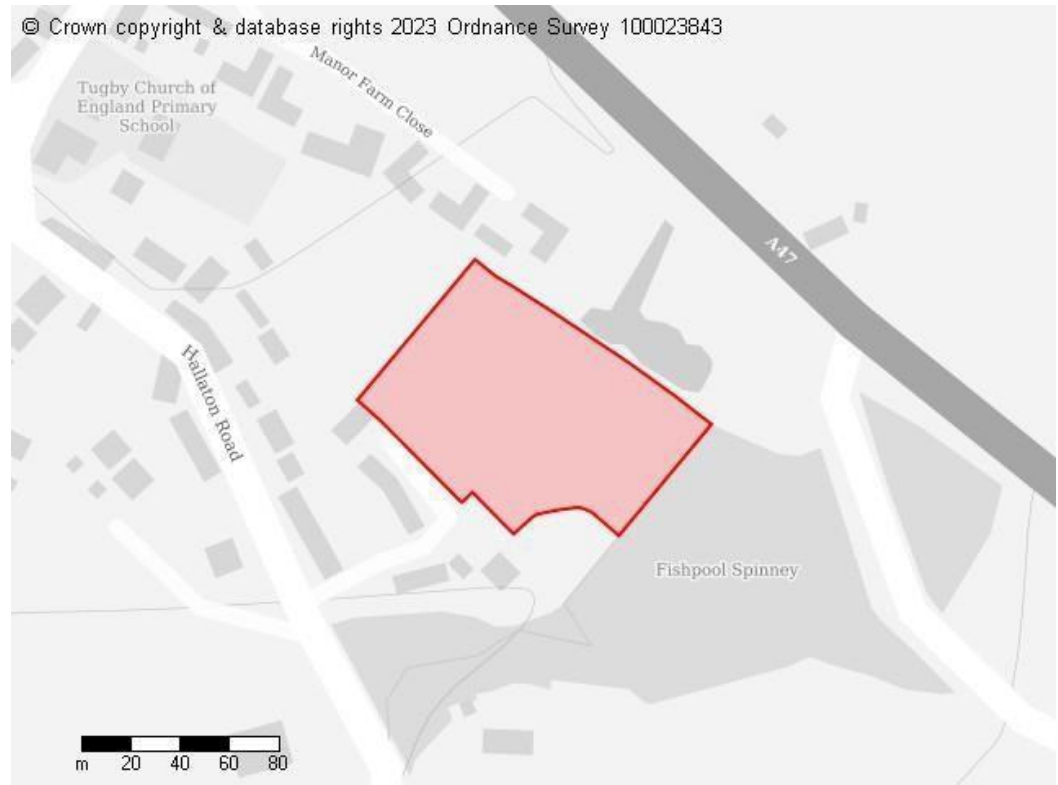 © Crown copyright & database rights 2023 Ordnance Survey 100023843
Manor Farm Close
Tugby Church of
England Primary
School
A47
Hallaton Road
Fishpool Spinney
m 20 40 60 80